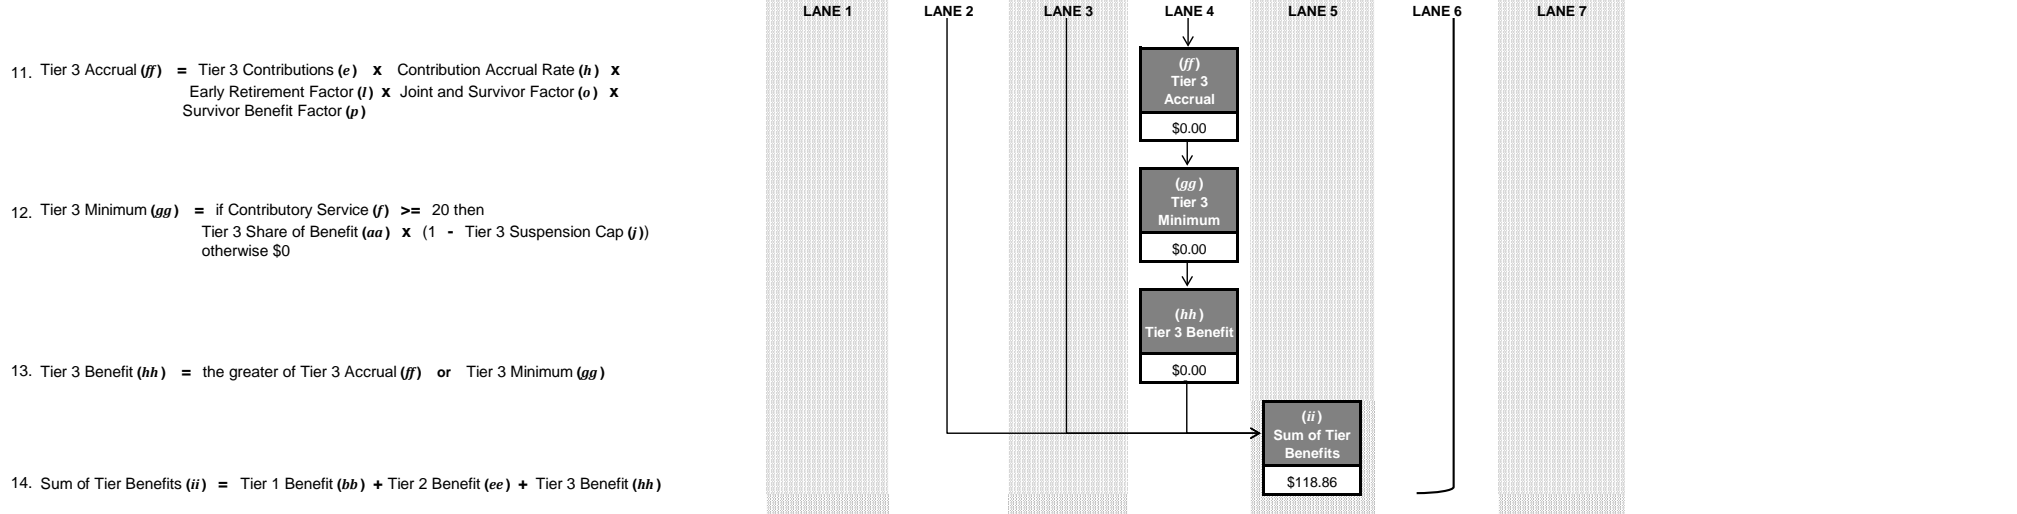 LANE 1 LANE 2 LANE 3 LANE 4 LANE 5 LANE 6 LANE 7
11. Tier 3 Accrual (ff) = Tier 3 Contributions (e) x Contribution Accrual Rate (h) x
Early Retirement Factor (l) x Joint and Survivor Factor (o) x
Survivor Benefit Factor (p)
(ff)
Tier 3
Accrual
$0.00
12. Tier 3 Minimum (gg) = if Contributory Service (f) >= 20 then
Tier 3 Share of Benefit (aa) x (1 - Tier 3 Suspension Cap (j))
otherwise $0
(gg)
Tier 3
Minimum
$0.00
(hh)
Tier 3 Benefit
$0.00
13. Tier 3 Benefit (hh) = the greater of Tier 3 Accrual (ff) or Tier 3 Minimum (gg)
(ii)
Sum of Tier
Benefits
$118.86
14. Sum of Tier Benefits (ii) = Tier 1 Benefit (bb) + Tier 2 Benefit (ee) + Tier 3 Benefit (hh)